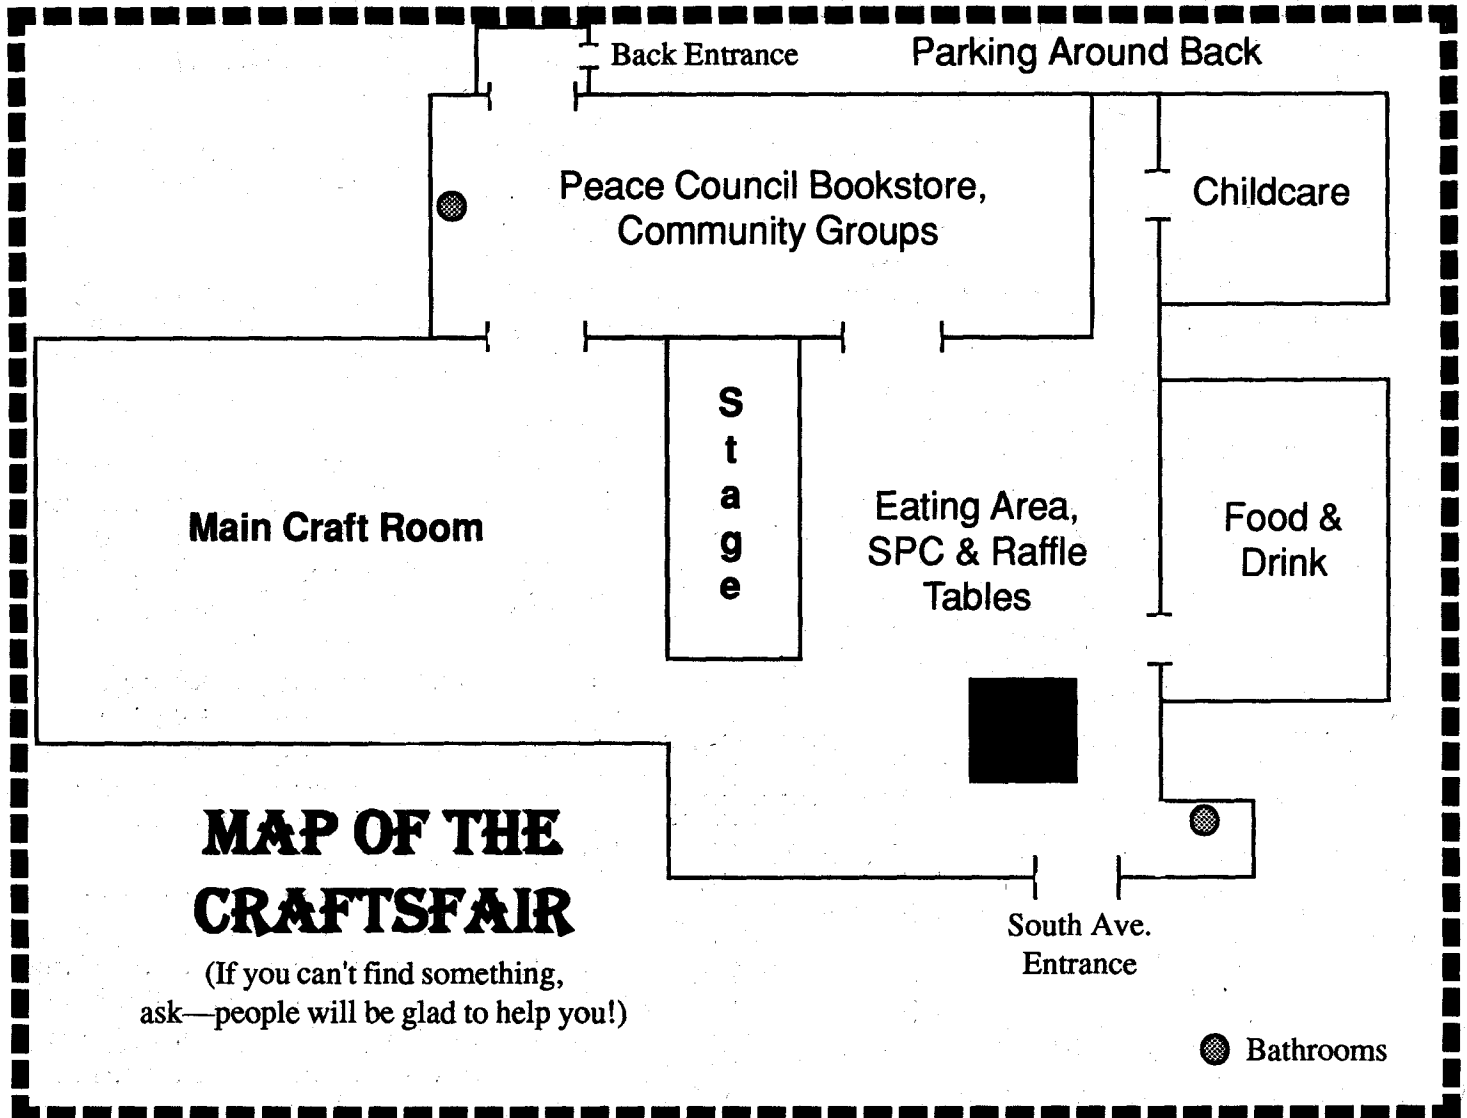 Back Entrance
Parking Around Back
Peace Council Bookstore,
Community Groups
Childcare
Stage
Main Craft Room
Eating Area,
SPC & Raffle
Tables
Food &
Drink
MAP OF THE
CRAFTSFAIR
(If you can't find something,
ask—people will be glad to help you!)
South Ave.
Entrance
Bathrooms